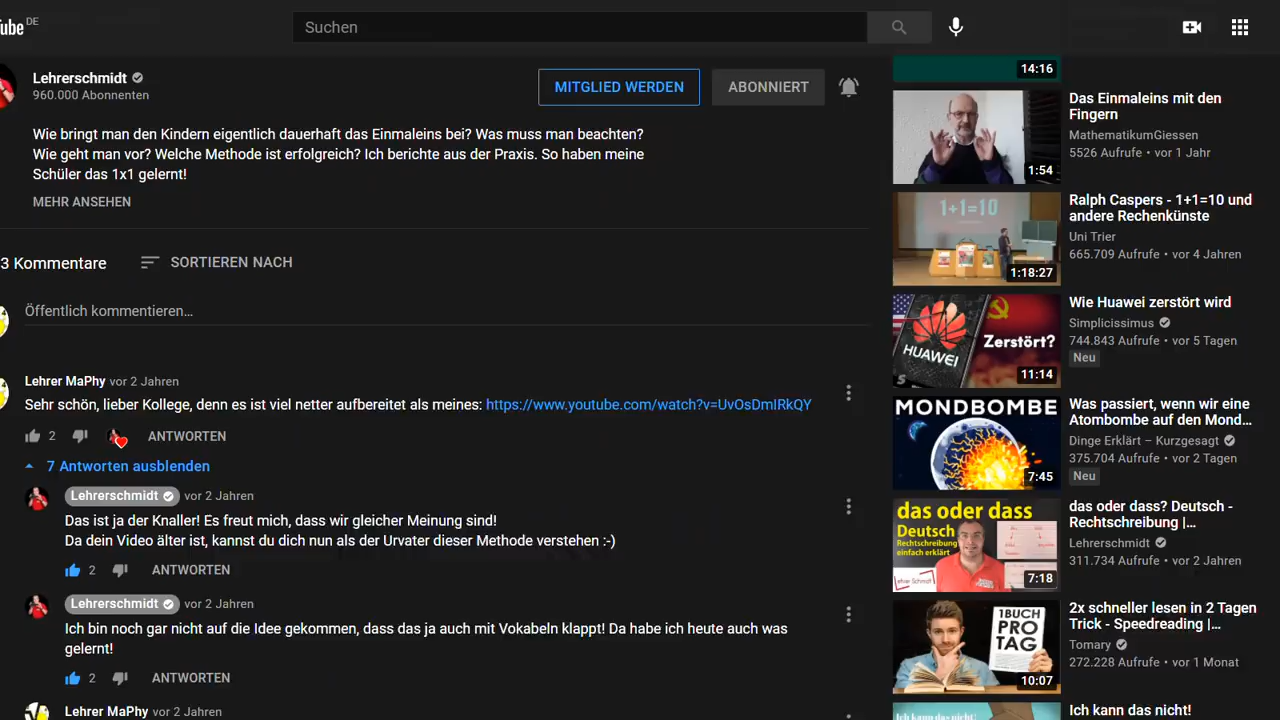 Tube DE
Suchen
Lehrerschmidt
960.000 Abonnenten
MITGLIED WERDEN
ABONNIERT
Wie bringt man den Kindern eigentlich dauerhaft das Einmaleins bei? Was muss man beachten?
Wie geht man vor? Welche Methode ist erfolgreich? Ich berichte aus der Praxis. So haben meine
Schüler das 1x1 gelernt!
MEHR ANSEHEN
3 Kommentare
SORTIEREN NACH
Öffentlich kommentieren…
Lehrer MaPhy vor 2 Jahren
Sehr schön, lieber Kollege, denn es ist viel netter aufbereitet als meines: https://www.youtube.com/watch?v=UvOsDmIRkQY
2
ANTWORTEN
7 Antworten ausblenden
Lehrerschmidt vor 2 Jahren
Das ist ja der Knaller! Es freut mich, dass wir gleicher Meinung sind!
Da dein Video älter ist, kannst du dich nun als der Urvater dieser Methode verstehen :-)
2
ANTWORTEN
Lehrerschmidt vor 2 Jahren
Ich bin noch gar nicht auf die Idee gekommen, dass das ja auch mit Vokabeln klappt! Da habe ich heute auch was
gelernt!
2
ANTWORTEN
Lehrer MaPhy vor 2 Jahren
14:16
1:54
Das Einmaleins mit den
Fingern
MathematikumGiessen
5526 Aufrufe • vor 1 Jahr
1+1=10
1:18:27
Ralph Caspers - 1+1=10 und
andere Rechenkünste
Uni Trier
665.709 Aufrufe • vor 4 Jahren
HUAWEI
Zerstört?
11:14
Wie Huawei zerstört wird
Simplicissimus
744.843 Aufrufe • vor 5 Tagen
Neu
MONDBOMBE
7:45
Was passiert, wenn wir eine
Atombombe auf den Mond…
Dinge Erklärt – Kurzgesagt
375.704 Aufrufe • vor 2 Tagen
Neu
das oder dass
Deutsch
Rechtschreibung
einfach erklärt
Lehrer Schmidt
7:18
das oder dass? Deutsch -
Rechtschreibung |…
Lehrerschmidt
311.734 Aufrufe • vor 2 Jahren
1BUCH
PRO
TAG
10:07
2x schneller lesen in 2 Tagen
Trick - Speedreading |…
Tomary
272.228 Aufrufe • vor 1 Monat
Ich kann das nicht!
Ich kann das nicht!